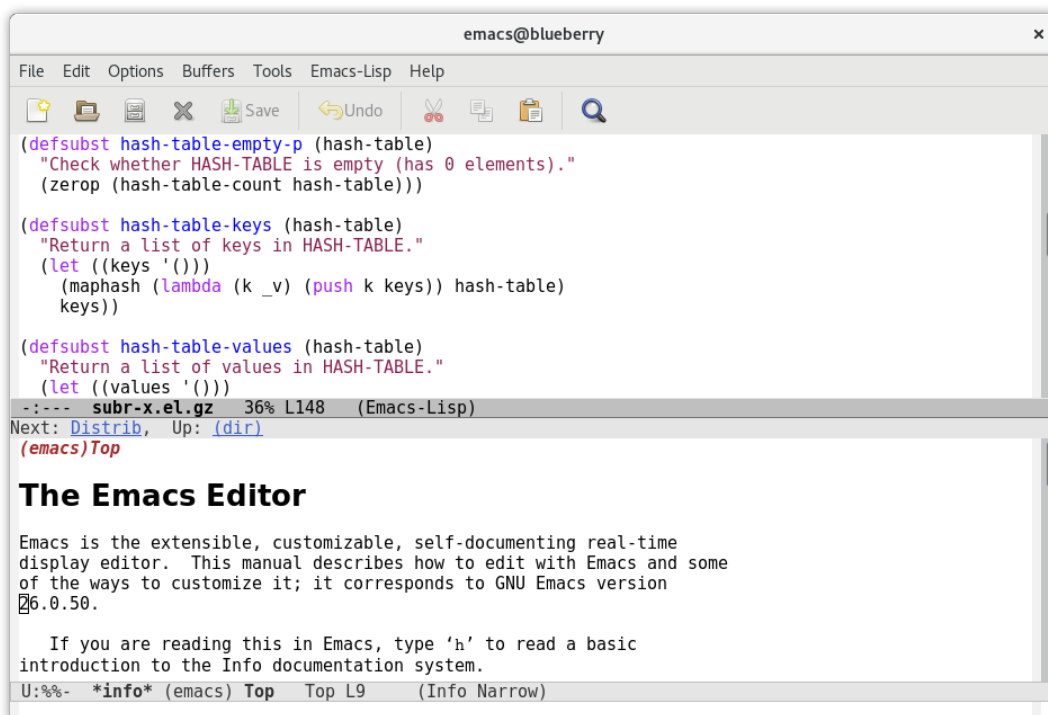 emacs@blueberry ×
File Edit Options Buffers Tools Emacs-Lisp Help
Save Undo
(defsubst hash-table-empty-p (hash-table)
  "Check whether HASH-TABLE is empty (has 0 elements)."
  (zerop (hash-table-count hash-table)))

(defsubst hash-table-keys (hash-table)
  "Return a list of keys in HASH-TABLE."
  (let ((keys '()))
    (maphash (lambda (k _v) (push k keys)) hash-table)
    keys))

(defsubst hash-table-values (hash-table)
  "Return a list of values in HASH-TABLE."
  (let ((values '()))
-:---  subr-x.el.gz   36% L148   (Emacs-Lisp)
Next: Distrib,  Up: (dir)
(emacs)Top
The Emacs Editor
Emacs is the extensible, customizable, self-documenting real-time
display editor.  This manual describes how to edit with Emacs and some
of the ways to customize it; it corresponds to GNU Emacs version
26.0.50.

   If you are reading this in Emacs, type ‘h’ to read a basic
introduction to the Info documentation system.
U:%%-  *info* (emacs) Top   Top L9     (Info Narrow)